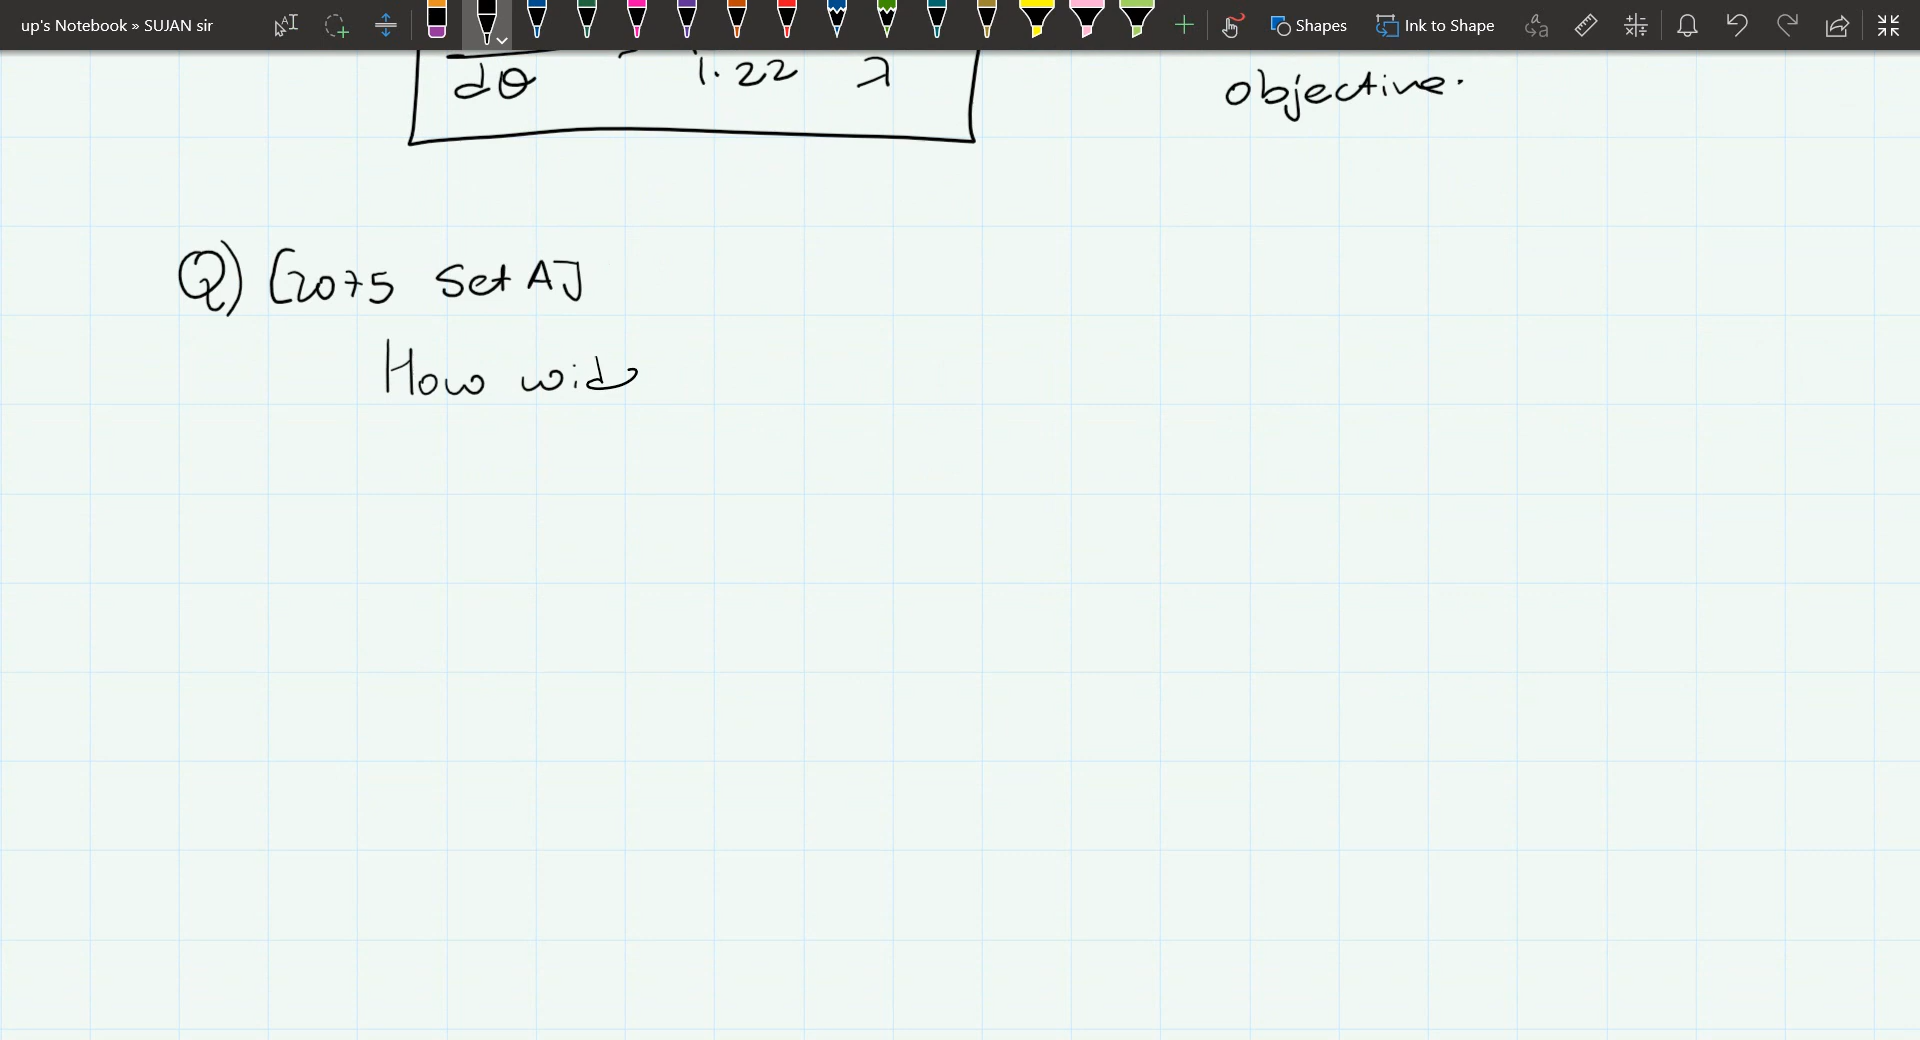 up's Notebook » SUJAN sir
Shapes
Ink to Shape
dθ 1.22 λ
objective.
Q) [2075 Set A]
How wid